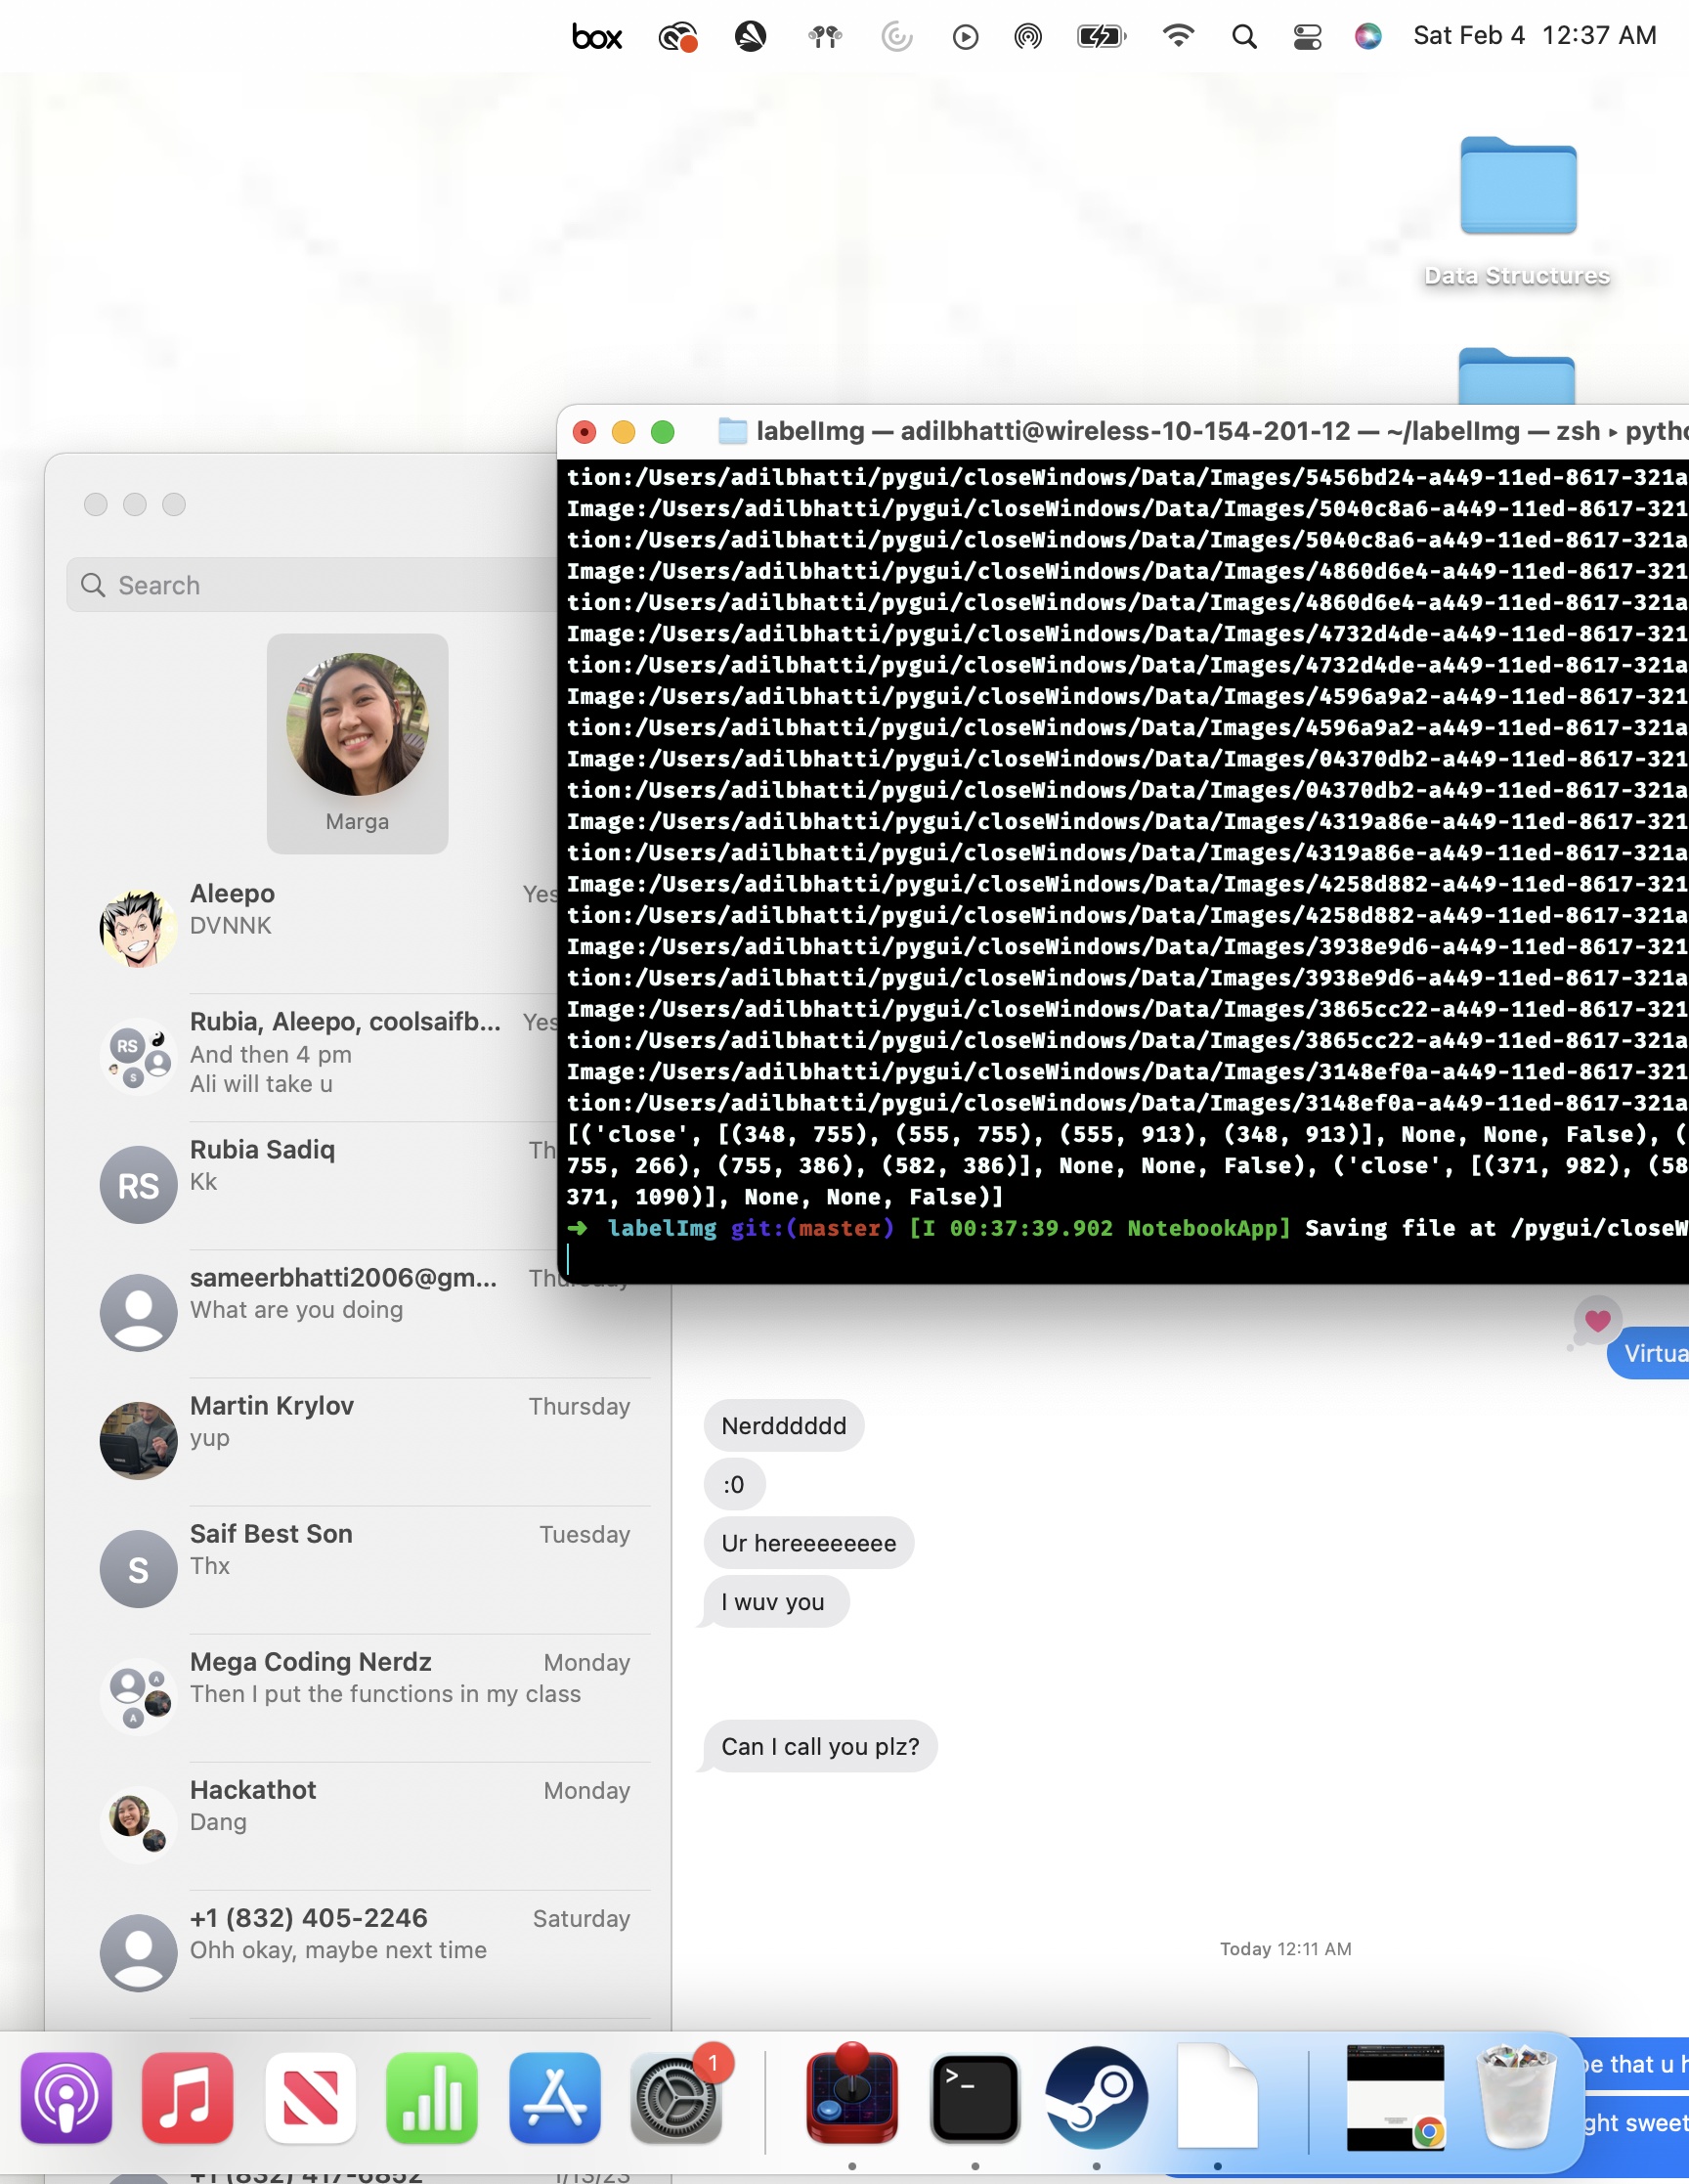 box
Sat Feb 4 12:37 AM
Data Structures
labelImg — adilbhatti@wireless-10-154-201-12 — ~/labelImg — zsh ▸ pytho
tion:/Users/adilbhatti/pygui/closeWindows/Data/Images/5456bd24-a449-11ed-8617-321a
Image:/Users/adilbhatti/pygui/closeWindows/Data/Images/5040c8a6-a449-11ed-8617-321
tion:/Users/adilbhatti/pygui/closeWindows/Data/Images/5040c8a6-a449-11ed-8617-321a
Image:/Users/adilbhatti/pygui/closeWindows/Data/Images/4860d6e4-a449-11ed-8617-321
tion:/Users/adilbhatti/pygui/closeWindows/Data/Images/4860d6e4-a449-11ed-8617-321a
Image:/Users/adilbhatti/pygui/closeWindows/Data/Images/4732d4de-a449-11ed-8617-321
tion:/Users/adilbhatti/pygui/closeWindows/Data/Images/4732d4de-a449-11ed-8617-321a
Image:/Users/adilbhatti/pygui/closeWindows/Data/Images/4596a9a2-a449-11ed-8617-321
tion:/Users/adilbhatti/pygui/closeWindows/Data/Images/4596a9a2-a449-11ed-8617-321a
Image:/Users/adilbhatti/pygui/closeWindows/Data/Images/04370db2-a449-11ed-8617-321
tion:/Users/adilbhatti/pygui/closeWindows/Data/Images/04370db2-a449-11ed-8617-321a
Image:/Users/adilbhatti/pygui/closeWindows/Data/Images/4319a86e-a449-11ed-8617-321
tion:/Users/adilbhatti/pygui/closeWindows/Data/Images/4319a86e-a449-11ed-8617-321a
Image:/Users/adilbhatti/pygui/closeWindows/Data/Images/4258d882-a449-11ed-8617-321
tion:/Users/adilbhatti/pygui/closeWindows/Data/Images/4258d882-a449-11ed-8617-321a
Image:/Users/adilbhatti/pygui/closeWindows/Data/Images/3938e9d6-a449-11ed-8617-321
tion:/Users/adilbhatti/pygui/closeWindows/Data/Images/3938e9d6-a449-11ed-8617-321a
Image:/Users/adilbhatti/pygui/closeWindows/Data/Images/3865cc22-a449-11ed-8617-321
tion:/Users/adilbhatti/pygui/closeWindows/Data/Images/3865cc22-a449-11ed-8617-321a
Image:/Users/adilbhatti/pygui/closeWindows/Data/Images/3148ef0a-a449-11ed-8617-321
tion:/Users/adilbhatti/pygui/closeWindows/Data/Images/3148ef0a-a449-11ed-8617-321a
[('close', [(348, 755), (555, 755), (555, 913), (348, 913)], None, None, False), (
755, 266), (755, 386), (582, 386)], None, None, False), ('close', [(371, 982), (58
371, 1090)], None, None, False)]
➜ labelImg git:(master) [I 00:37:39.902 NotebookApp] Saving file at /pygui/closeW
Search
Marga
Aleepo Yes
DVNNK
Rubia, Aleepo, coolsaifb... Yes
RS
S
And then 4 pm
Ali will take u
Rubia Sadiq Th
RS
Kk
sameerbhatti2006@gm... Thursday
What are you doing
Martin Krylov Thursday
yup
Saif Best Son Tuesday
S
Thx
Mega Coding Nerdz Monday
A
A
Then I put the functions in my class
Hackathot Monday
Dang
+1 (832) 405-2246 Saturday
Ohh okay, maybe next time
Virtua
Nerdddddd
:0
Ur hereeeeeeee
I wuv you
Can I call you plz?
Today 12:11 AM
pe that u h
ght sweet
1
>_
+1 (832) 417-6852 1/13/23